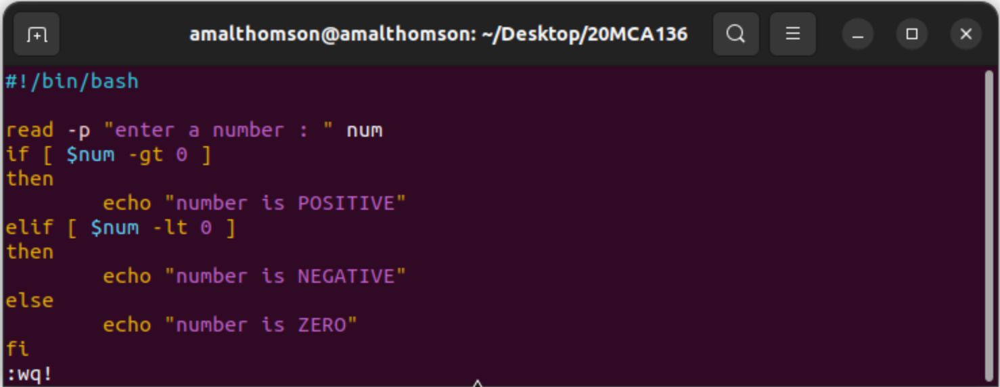 amalthomson@amalthomson: ~/Desktop/20MCA136
#!/bin/bash

read -p "enter a number : " num
if [ $num -gt 0 ]
then
        echo "number is POSITIVE"
elif [ $num -lt 0 ]
then
        echo "number is NEGATIVE"
else
        echo "number is ZERO"
fi
:wq!